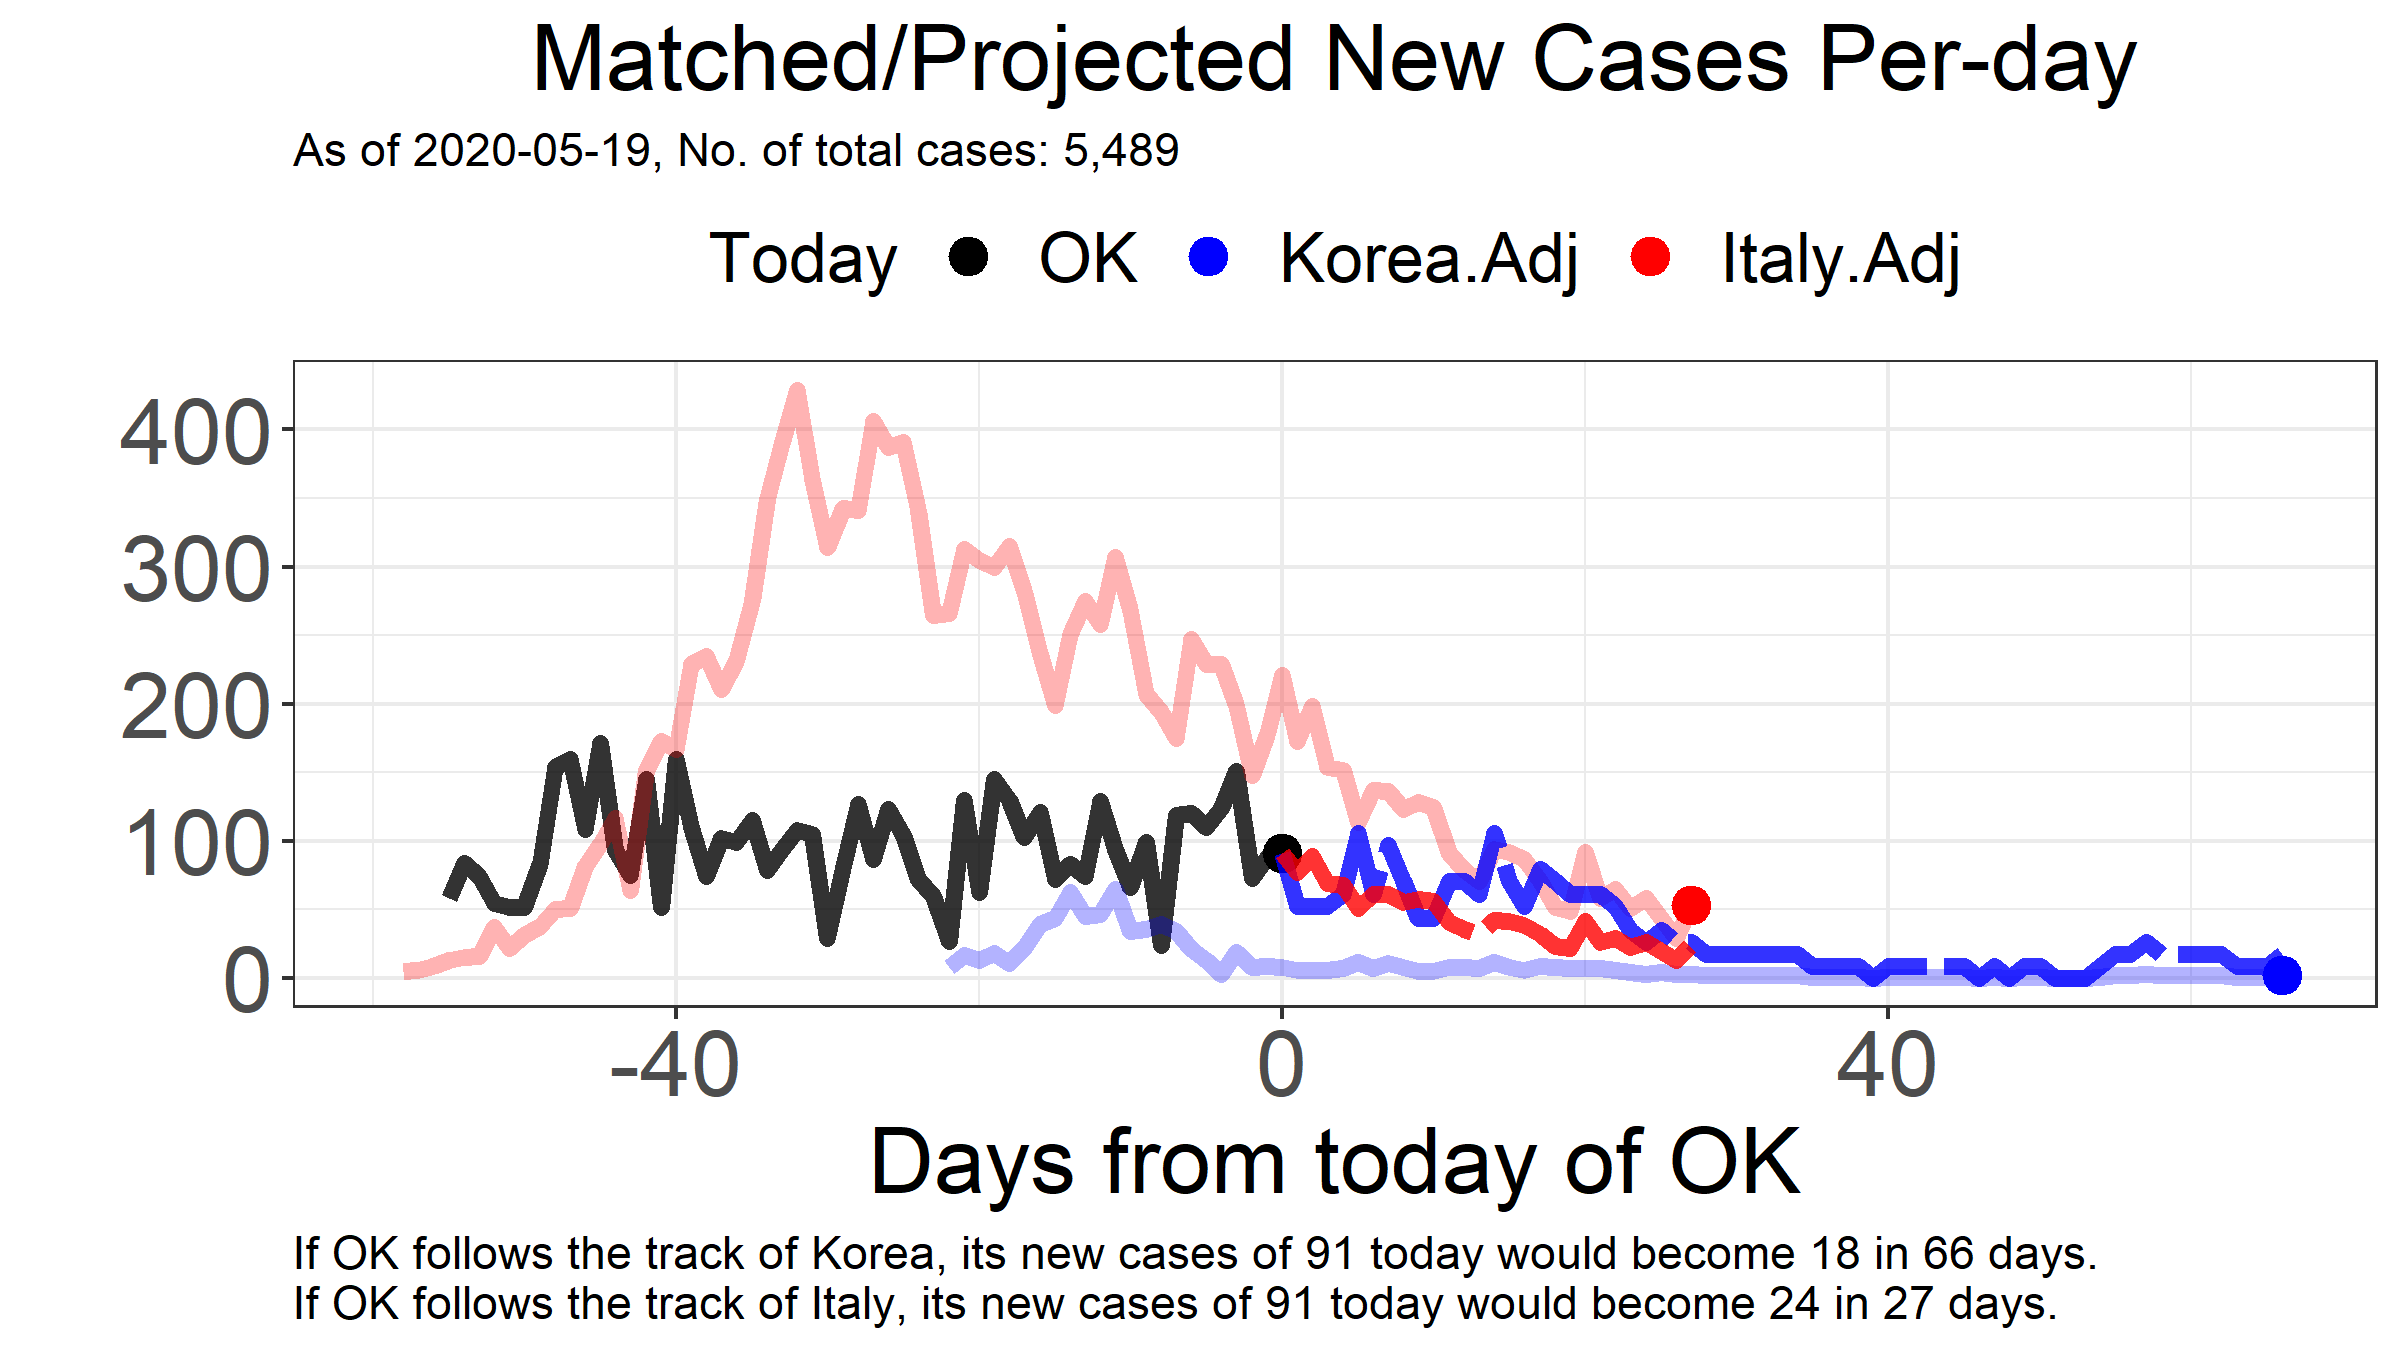 Matched/Projected New Cases Per-day
As of 2020-05-19, No. of total cases: 5,489
Today OK Korea.Adj Italy.Adj
400
300
200
100
0
-40 0 40
Days from today of OK
If OK follows the track of Korea, its new cases of 91 today would become 18 in 66 days.
If OK follows the track of Italy, its new cases of 91 today would become 24 in 27 days.